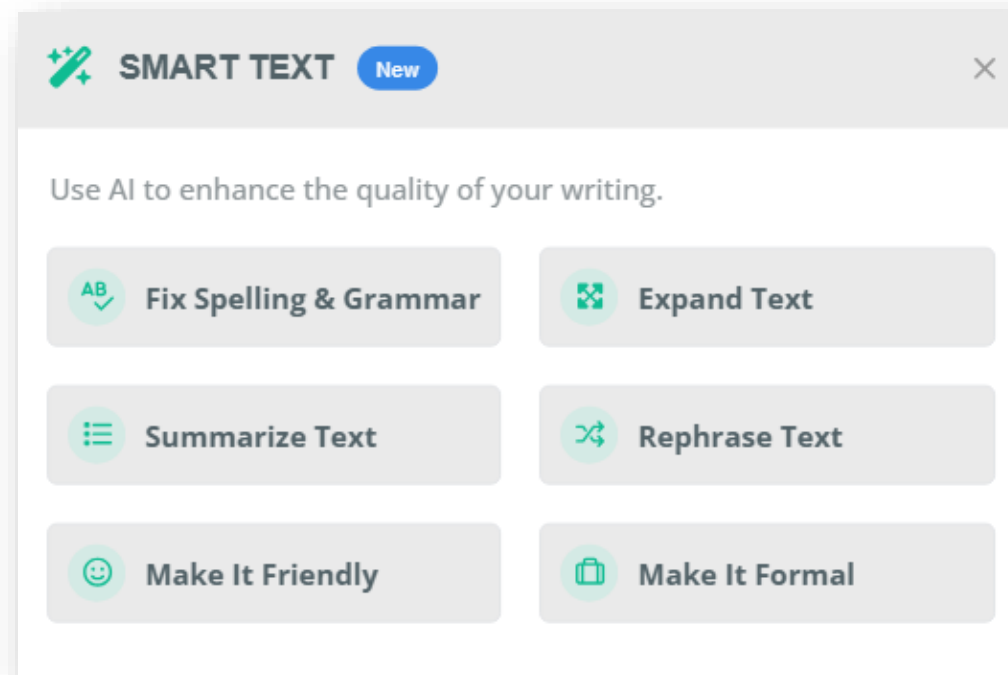 SMART TEXT New
Use AI to enhance the quality of your writing.
AB Fix Spelling & Grammar
Expand Text
Summarize Text
Rephrase Text
Make It Friendly
Make It Formal